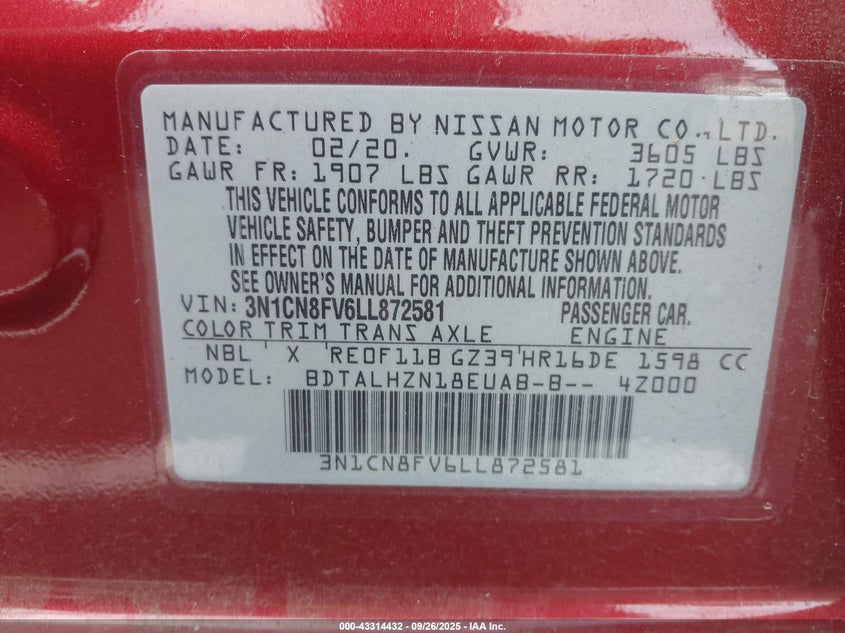 MANUFACTURED BY NISSAN MOTOR CO.,LTD.
DATE: 02/20. GVWR: 3605 LBS
GAWR FR: 1907 LBS GAWR RR: 1720 LBS
THIS VEHICLE CONFORMS TO ALL APPLICABLE FEDERAL MOTOR
VEHICLE SAFETY, BUMPER AND THEFT PREVENTION STANDARDS
IN EFFECT ON THE DATE OF MANUFACTURE SHOWN ABOVE.
SEE OWNER'S MANUAL FOR ADDITIONAL INFORMATION
VIN: 3N1CN8FV6LL872581 PASSENGER CAR.
COLOR TRIM TRANS AXLE ENGINE
NBL X RE0F11B GZ39 HR16DE 1598 CC
MODEL: BDTALHZN18EUAB-B-- 4Z000
3N1CN8FV6LL872581
000-43314432 - 09/26/2025 - IAA Inc.